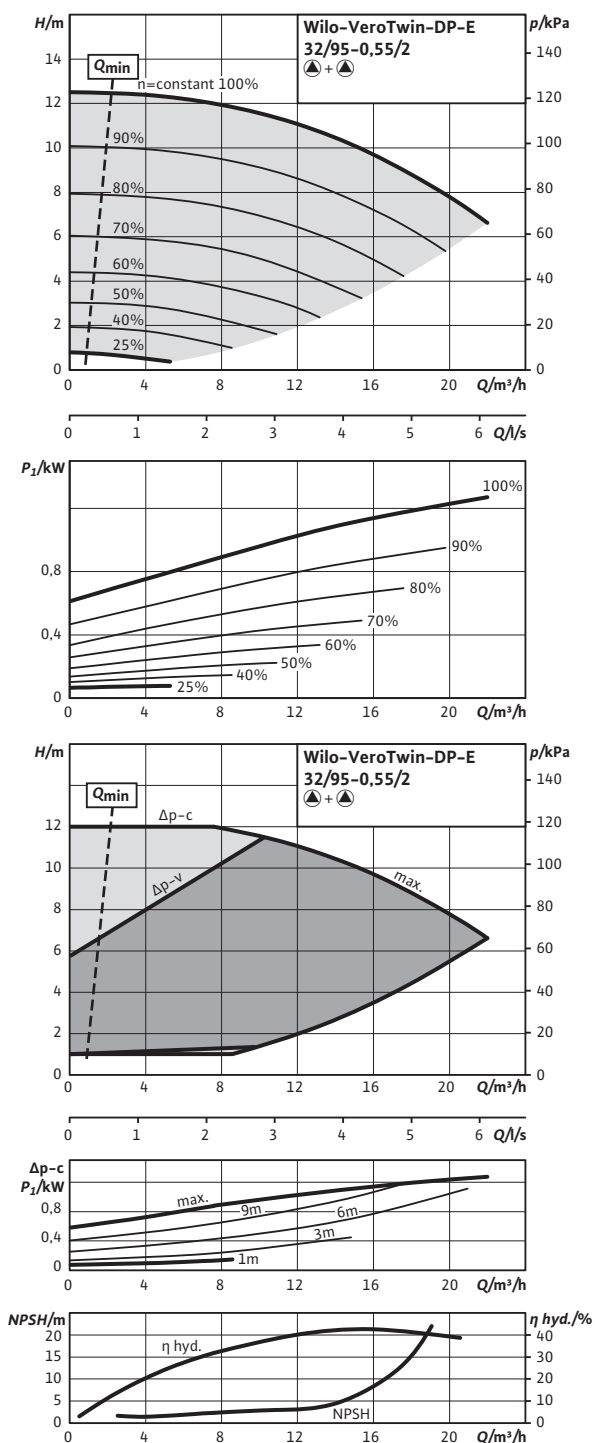 H/m
Wilo-VeroTwin-DP-E
32/95-0,55/2
+
p/kPa
14
12
10
8
6
4
2
0
Qmin
n=constant 100%
90%
80%
70%
60%
50%
40%
25%
140
120
100
80
60
40
20
0
0 4 8 12 16 20 Q/m³/h
0 1 2 3 4 5 6 Q/l/s
P1/kW
0,8
0,4
0
100%
90%
80%
70%
60%
50%
40%
25%
0 4 8 12 16 20 Q/m³/h
H/m
Wilo-VeroTwin-DP-E
32/95-0,55/2
+
p/kPa
12
10
8
6
4
2
0
Qmin
Δp-c
Δp-v
max.
140
120
100
80
60
40
20
0
0 4 8 12 16 20 Q/m³/h
0 1 2 3 4 5 6 Q/l/s
Δp-c
P1/kW
0,8
0,4
0
max.
9m
6m
3m
1m
0 4 8 12 16 20 Q/m³/h
NPSH/m
η hyd./%
20
15
10
5
0
η hyd.
NPSH
40
30
20
10
0
0 4 8 12 16 20 Q/m³/h